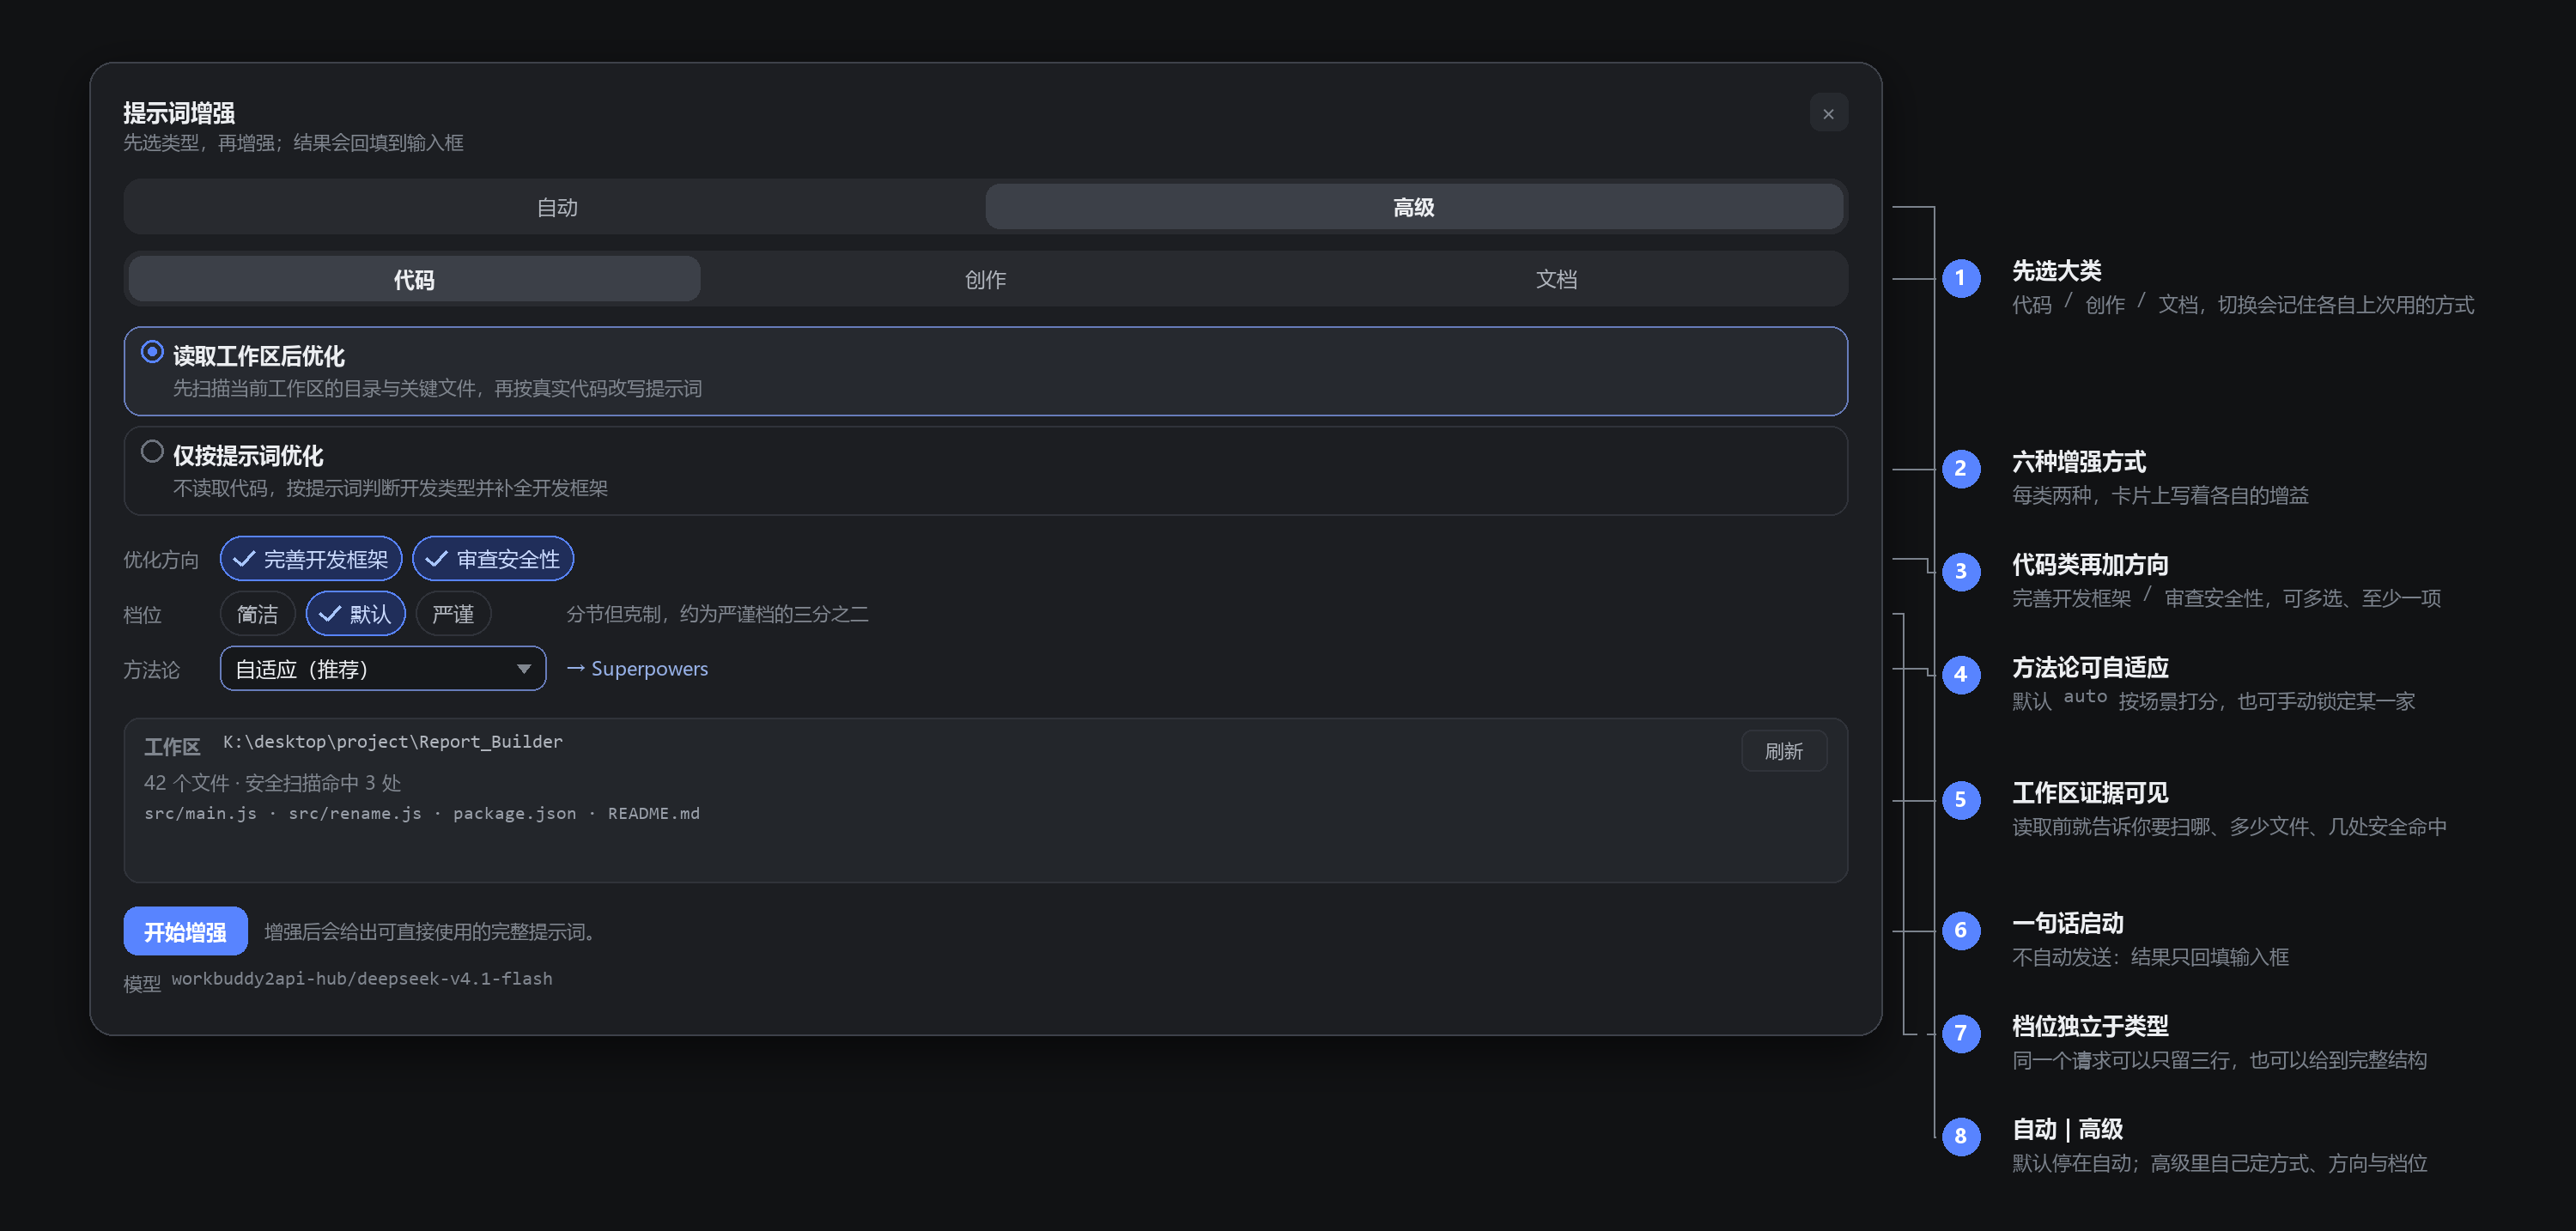 提示词增强
先选类型，再增强；结果会回填到输入框
×
自动
高级
代码
创作
文档
读取工作区后优化
先扫描当前工作区的目录与关键文件，再按真实代码改写提示词
仅按提示词优化
不读取代码，按提示词判断开发类型并补全开发框架
优化方向 完善开发框架 审查安全性
档位 简洁 默认 严谨 分节但克制，约为严谨档的三分之二
方法论 自适应（推荐） → Superpowers
工作区 K:\desktop\project\Report_Builder
刷新
42 个文件 · 安全扫描命中 3 处
src/main.js · src/rename.js · package.json · README.md
开始增强 增强后会给出可直接使用的完整提示词。
模型 workbuddy2api-hub/deepseek-v4.1-flash
1 先选大类
代码 / 创作 / 文档，切换会记住各自上次用的方式
2 六种增强方式
每类两种，卡片上写着各自的增益
3 代码类再加方向
完善开发框架 / 审查安全性，可多选、至少一项
4 方法论可自适应
默认 auto 按场景打分，也可手动锁定某一家
5 工作区证据可见
读取前就告诉你要扫哪、多少文件、几处安全命中
6 一句话启动
不自动发送：结果只回填输入框
7 档位独立于类型
同一个请求可以只留三行，也可以给到完整结构
8 自动 | 高级
默认停在自动；高级里自己定方式、方向与档位